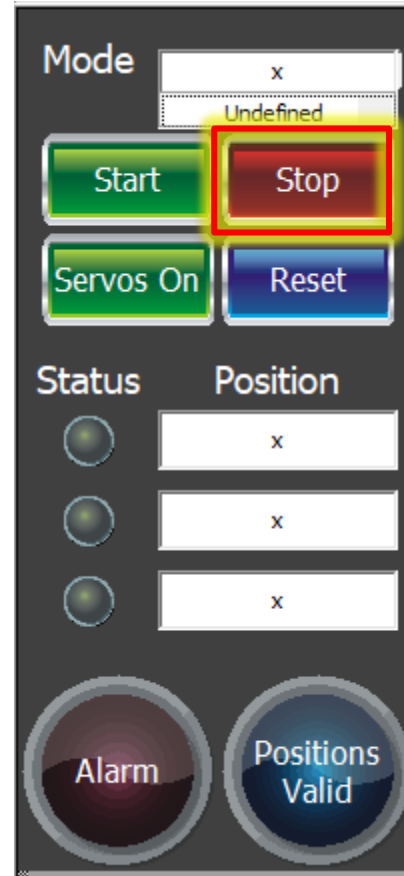 Mode
x
Undefined
Start Stop
Servos On Reset
Status Position
x
x
x
Alarm Positions Valid